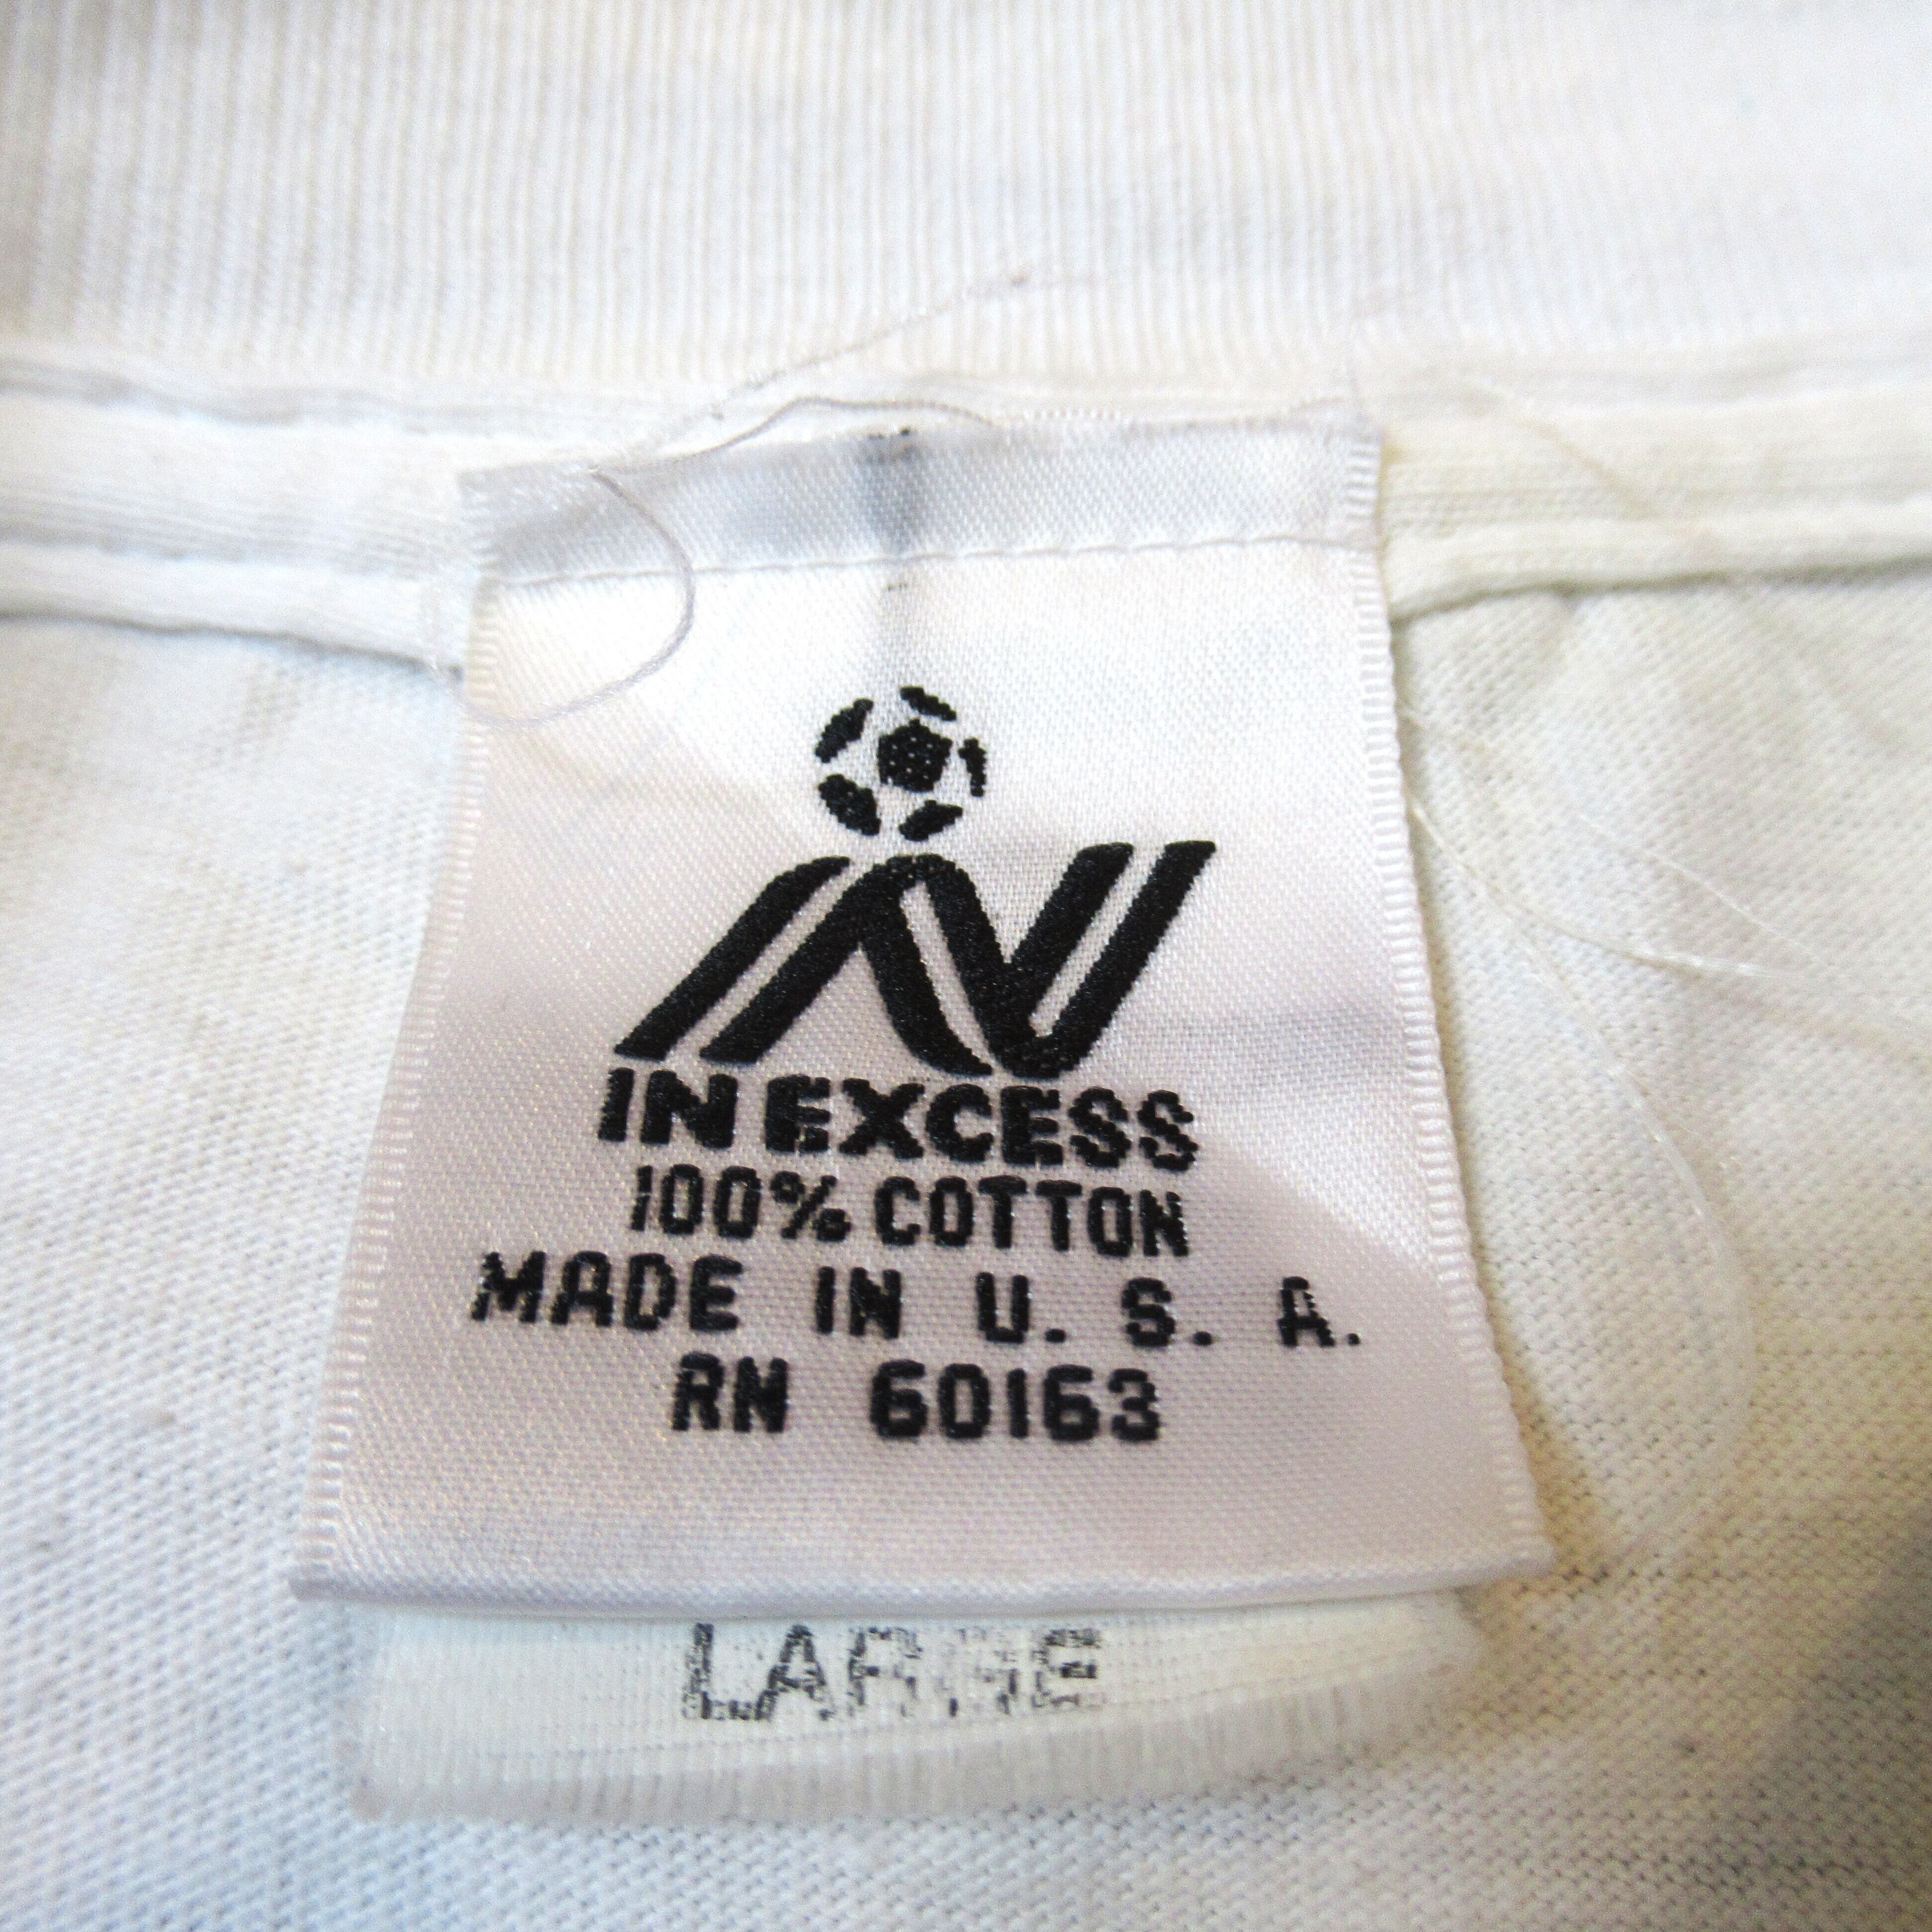 IN EXCESS
100% COTTON
MADE IN U. S. A.
RN 60163
LARGE